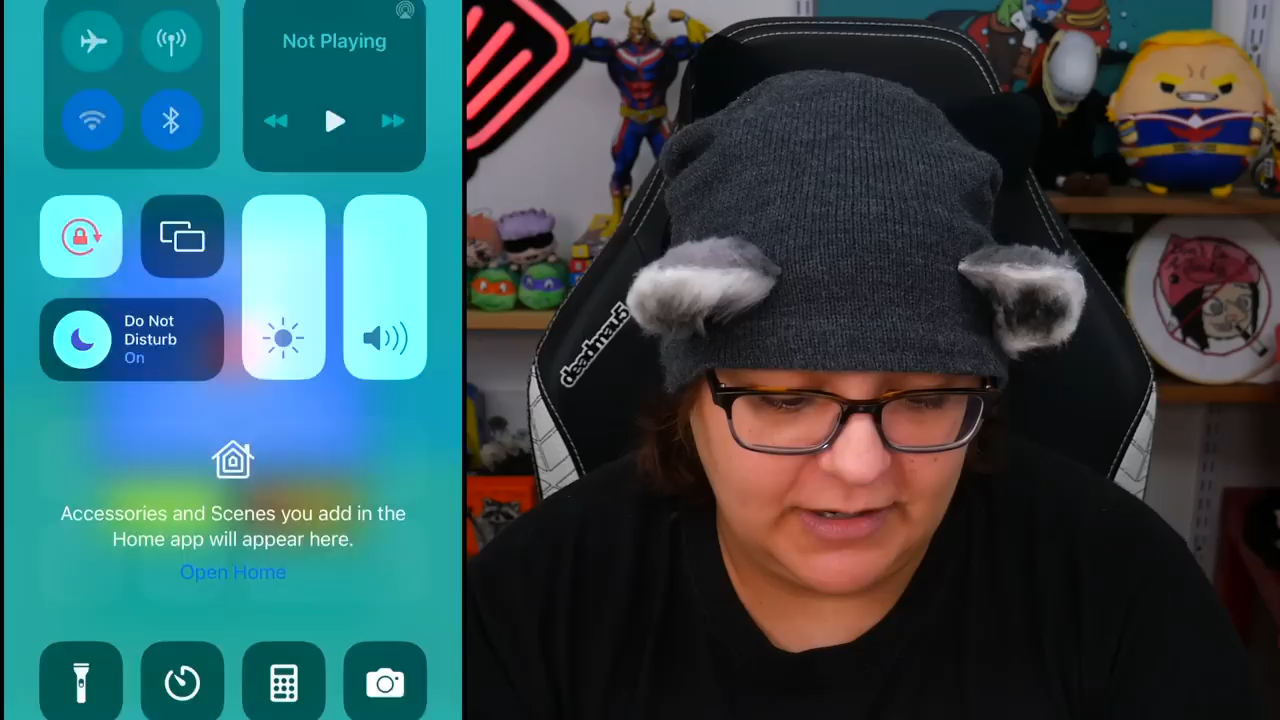 Not Playing
Do Not
Disturb
On
Accessories and Scenes you add in the
Home app will appear here.
Open Home
deadmau5